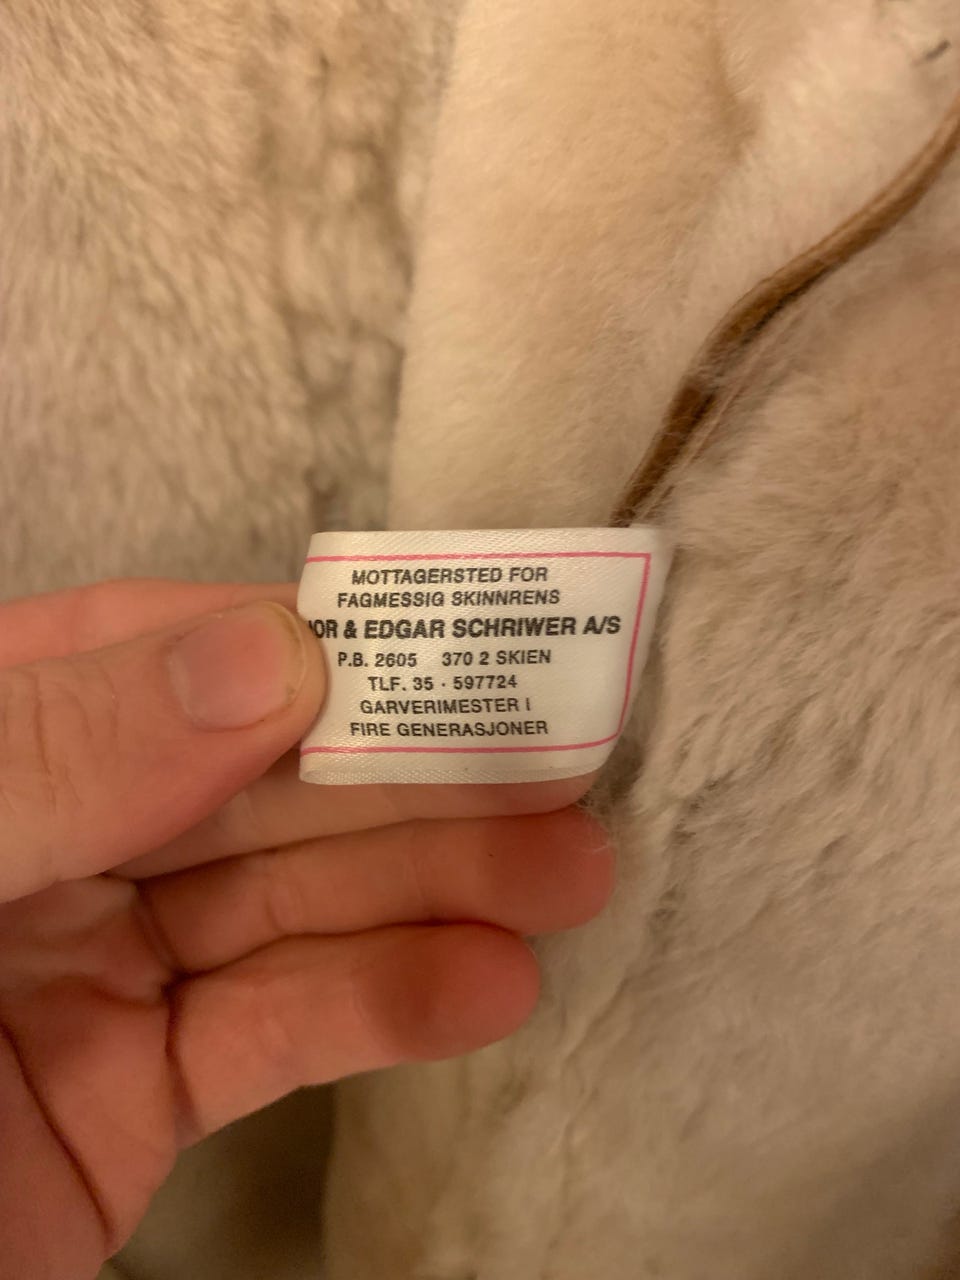 MOTTAGERSTED FOR
FAGMESSIG SKINNRENS
& EDGAR SCHRIWER A/S
P.B. 2605 370 2 SKIEN
TLF. 35 - 597724
GARVERIMESTER I
FIRE GENERASJONER